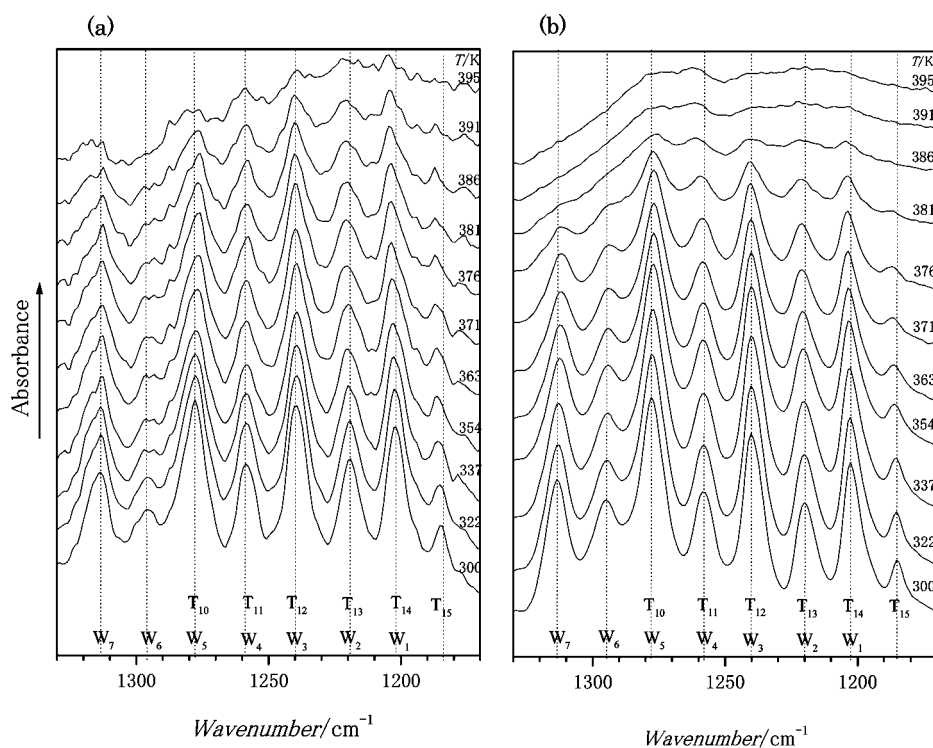 (a)
T/K
395
391
386
381
376
371
363
354
337
322
300
T10 T11 T12 T13 T14 T15
W7 W6 W5 W4 W3 W2 W1
1300 1250 1200
Wavenumber/cm⁻¹
Absorbance
(b)
T/K
395
391
386
381
376
371
363
354
337
322
300
T10 T11 T12 T13 T14 T15
W7 W6 W5 W4 W3 W2 W1
1300 1250 1200
Wavenumber/cm⁻¹